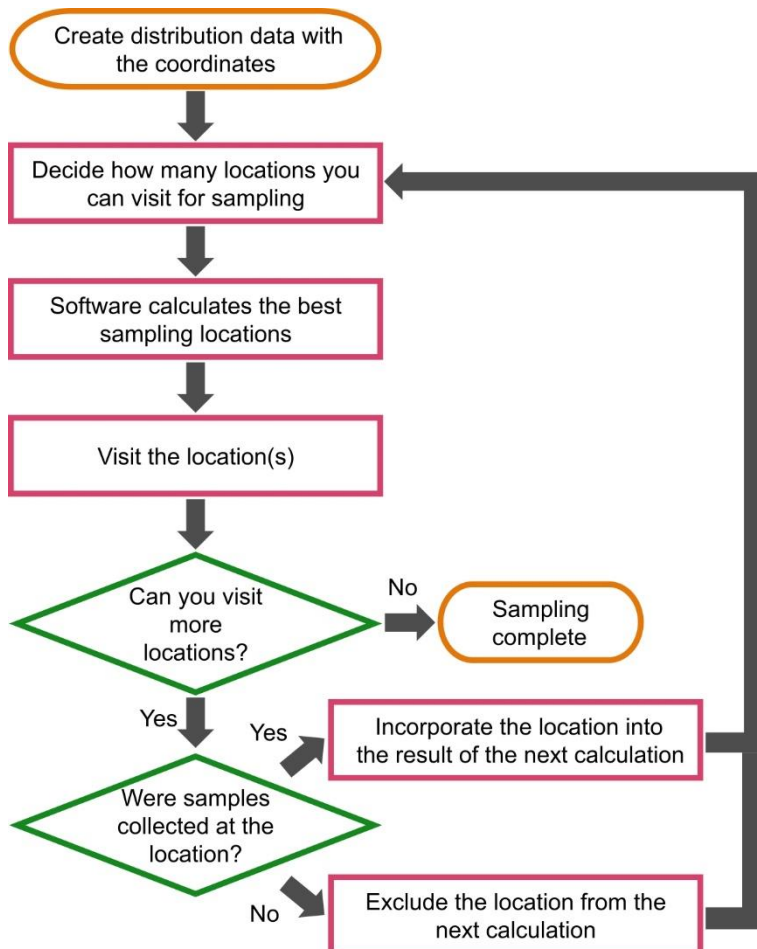 Create distribution data with
the coordinates
Decide how many locations you
can visit for sampling
Software calculates the best
sampling locations
Visit the location(s)
Can you visit
more
locations?
No
Sampling
complete
Yes
Were samples
collected at the
location?
Yes
Incorporate the location into
the result of the next calculation
No
Exclude the location from the
next calculation